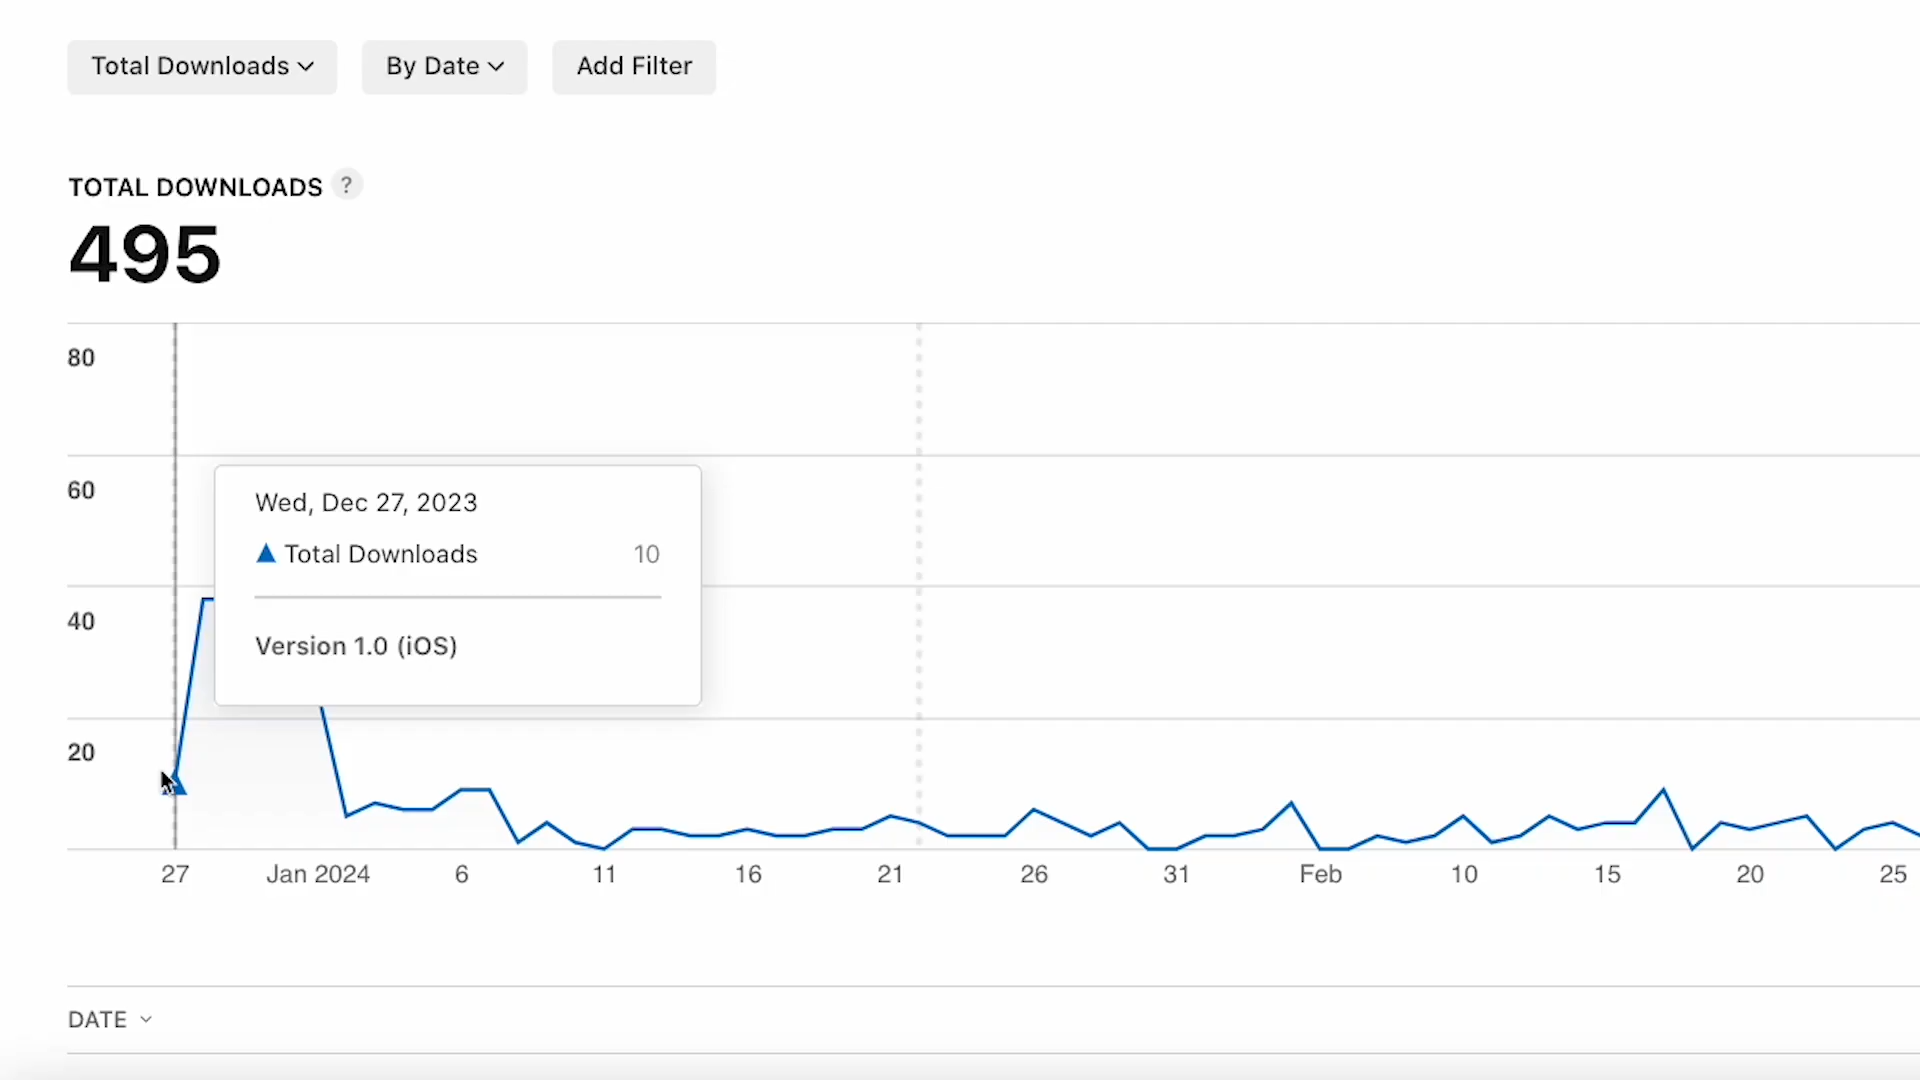 Total Downloads By Date Add Filter
TOTAL DOWNLOADS ?
495
80
60
40
20
Wed, Dec 27, 2023
Total Downloads 10
Version 1.0 (iOS)
27 Jan 2024 6 11 16 21 26 31 Feb 10 15 20 25
DATE